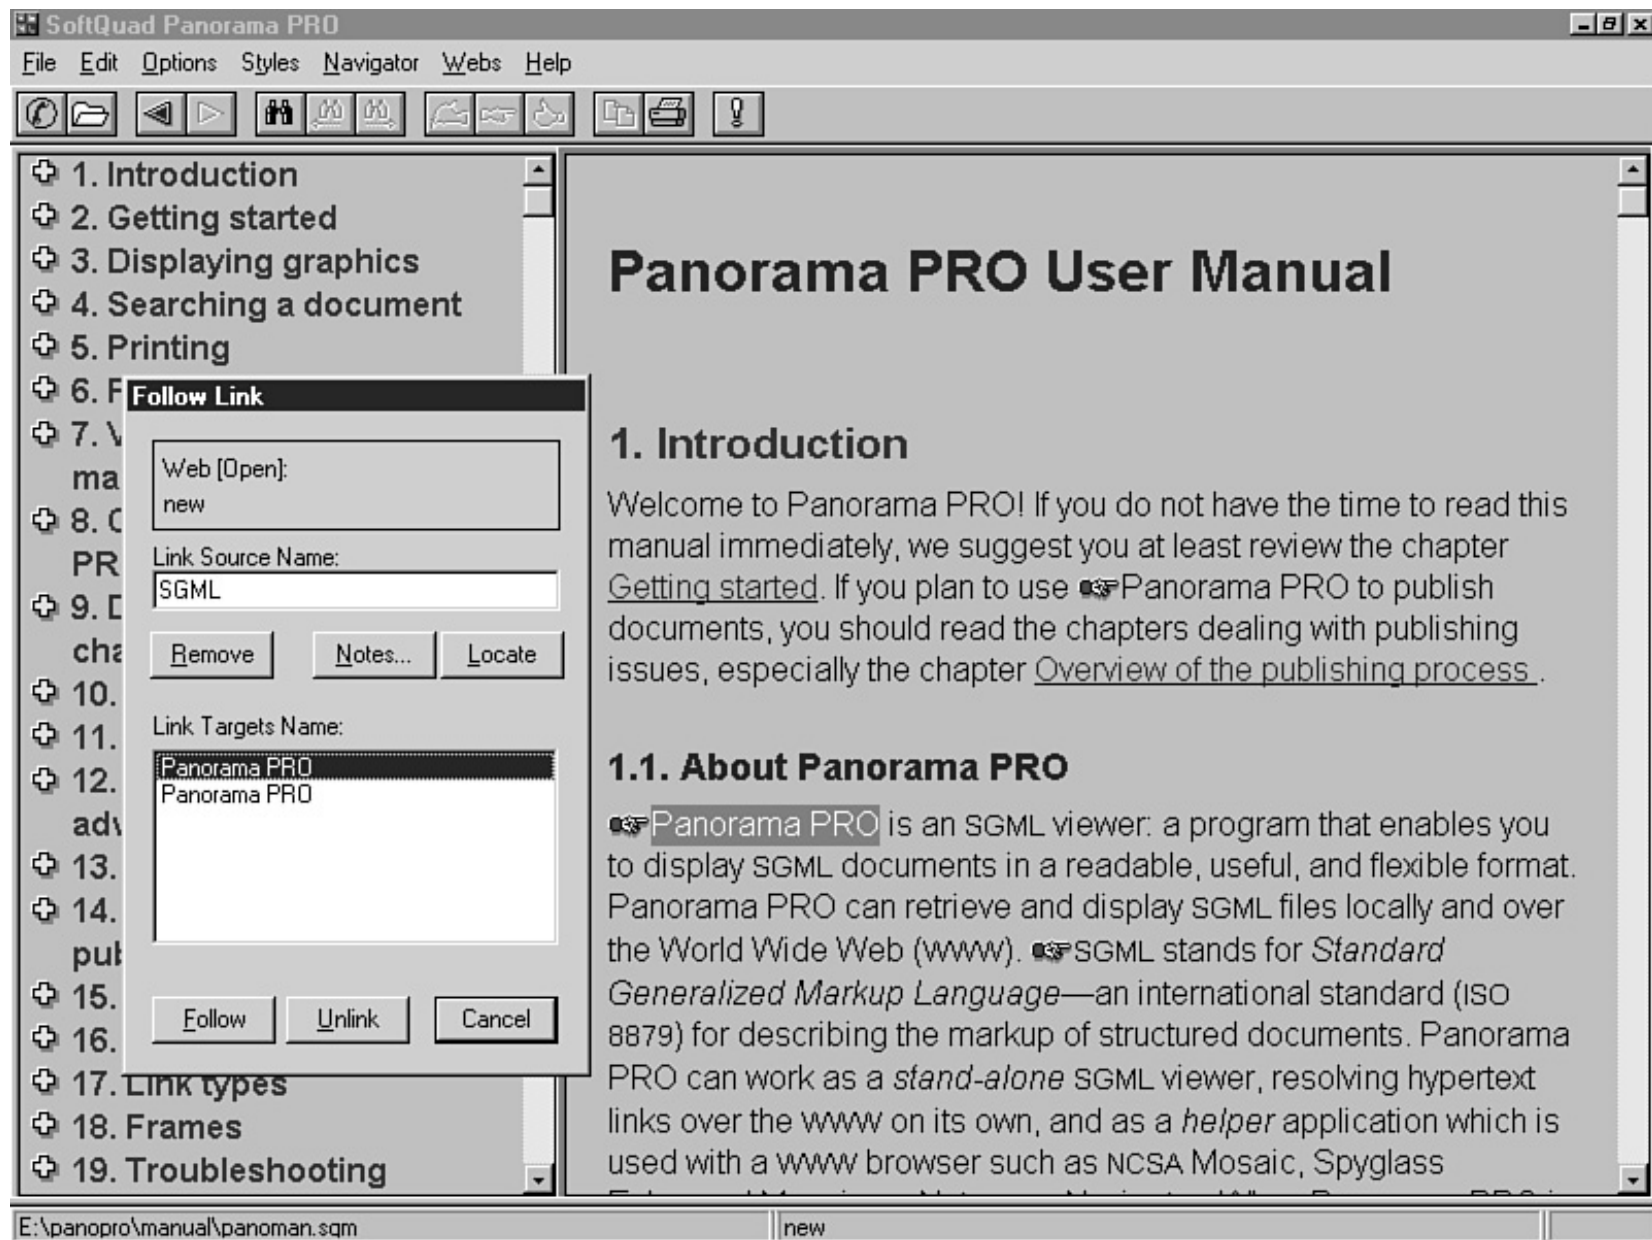 SoftQuad Panorama PRO
File Edit Options Styles Navigator Webs Help
1. Introduction
2. Getting started
3. Displaying graphics
4. Searching a document
5. Printing
6. F
7. V
ma
8. C
PR
9. D
cha
10.
11.
12.
adv
13.
14.
pub
15.
16.
17. Link types
18. Frames
19. Troubleshooting
Follow Link
Web [Open]:
new
Link Source Name:
SGML
Remove Notes... Locate
Link Targets Name:
Panorama PRO
Panorama PRO
Follow Unlink Cancel
Panorama PRO User Manual
1. Introduction
Welcome to Panorama PRO! If you do not have the time to read this
manual immediately, we suggest you at least review the chapter
Getting started. If you plan to use Panorama PRO to publish
documents, you should read the chapters dealing with publishing
issues, especially the chapter Overview of the publishing process .
1.1. About Panorama PRO
Panorama PRO is an SGML viewer: a program that enables you
to display SGML documents in a readable, useful, and flexible format.
Panorama PRO can retrieve and display SGML files locally and over
the World Wide Web (WWW). SGML stands for Standard
Generalized Markup Language—an international standard (ISO
8879) for describing the markup of structured documents. Panorama
PRO can work as a stand-alone SGML viewer, resolving hypertext
links over the WWW on its own, and as a helper application which is
used with a WWW browser such as NCSA Mosaic, Spyglass
E:\panopro\manual\panoman.sgm
new